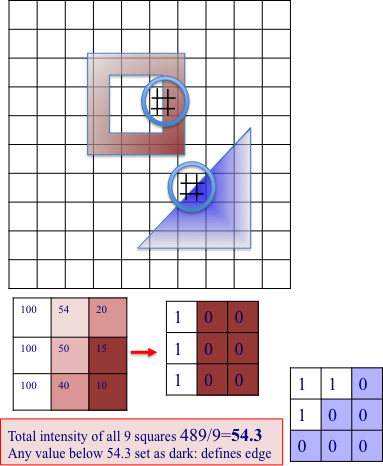 100 54 20
100 50 15
100 40 10
1 0 0
1 0 0
1 0 0
1 1 0
1 0 0
0 0 0
Total intensity of all 9 squares 489/9=54.3
Any value below 54.3 set as dark: defines edge